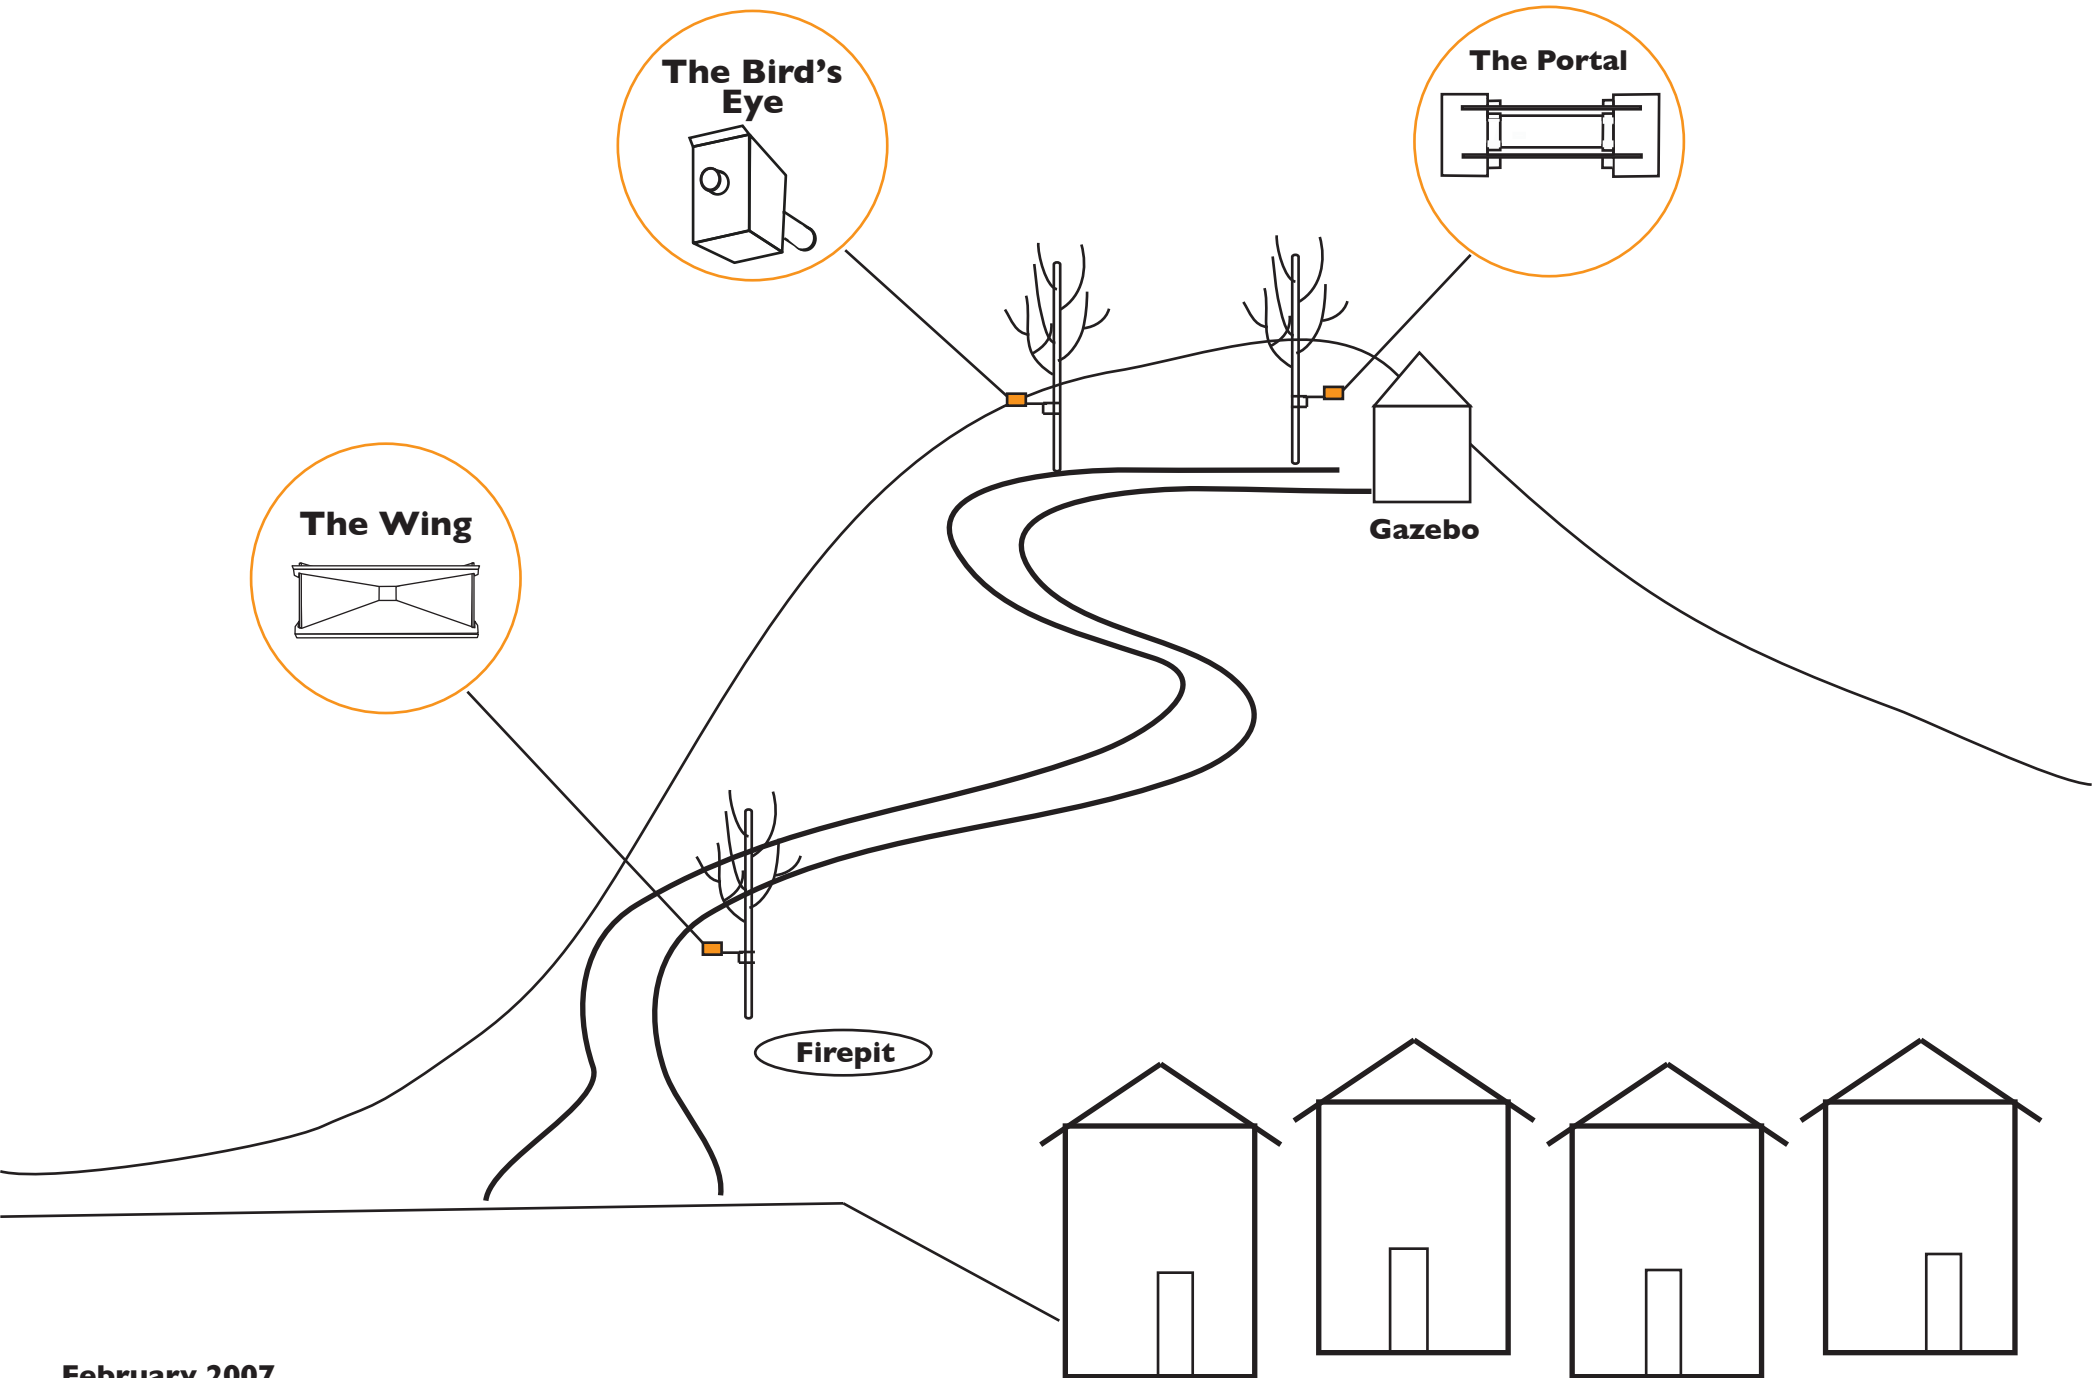 The Bird’s
Eye
The Portal
The Wing
Gazebo
Firepit
February 2007